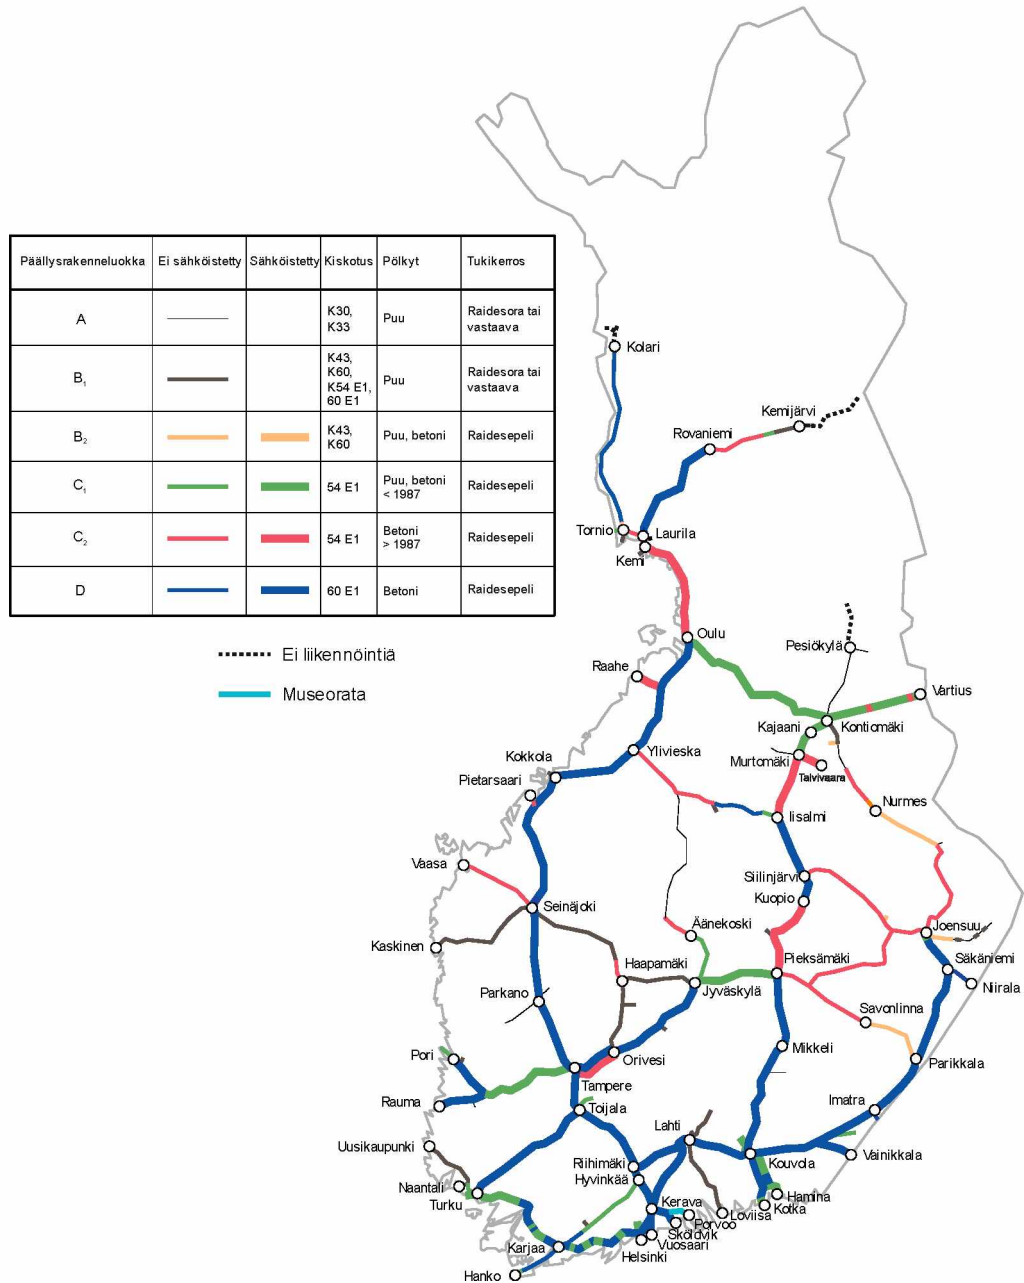 Päällysrakenneluokka Ei sähköistetty Sähköistetty Kiskotus Pölkyt Tukikerros
A K30, K33 Puu Raidesora tai vastaava
B1 K43, K60, K54 E1, 60 E1 Puu Raidesora tai vastaava
B2 K43, K60 Puu, betoni Raidesepeli
C1 54 E1 Puu, betoni < 1987 Raidesepeli
C2 54 E1 Betoni > 1987 Raidesepeli
D 60 E1 Betoni Raidesepeli
Ei liikennöintiä
Museorata
Kolari
Kemijärvi
Rovaniemi
Tornio
Laurila
Kemi
Oulu
Pesiökylä
Raahe
Vartius
Kajaani
Kontiomäki
Ylivieska
Kokkola
Murtomäki
Talvivaara
Pietarsaari
Nurmes
Iisalmi
Vaasa
Siilinjärvi
Kuopio
Seinäjoki
Äänekoski
Joensuu
Kaskinen
Haapamäki
Pieksämäki
Säkäniemi
Jyväskylä
Niirala
Parkano
Savonlinna
Pori
Orivesi
Mikkeli
Parikkala
Tampere
Rauma
Toijala
Imatra
Lahti
Uusikaupunki
Riihimäki
Kouvola
Vainikkala
Hyvinkää
Naantali
Turku
Hamina
Kerava
Loviisa
Kotka
Porvoo
Sköldvik
Vuosaari
Karjaa
Helsinki
Hanko